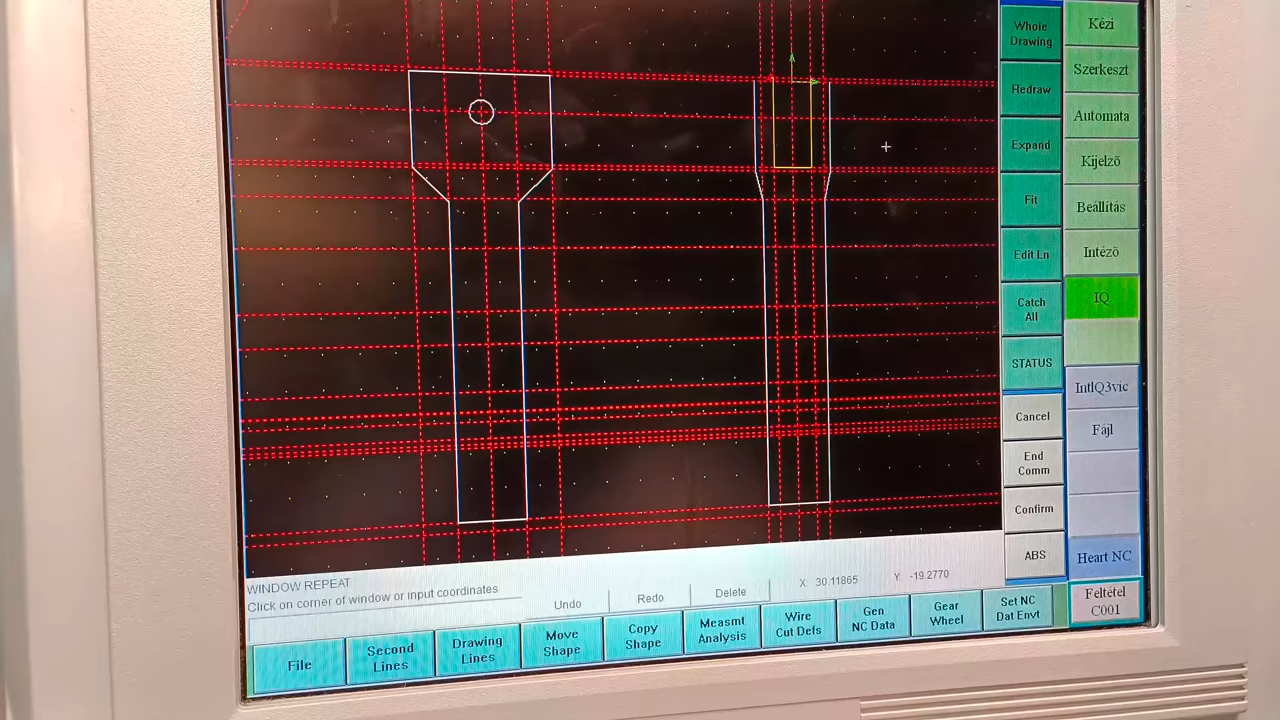 Whole
Drawing
Redraw
Expand
Fit
Edit Ln
Catch
All
STATUS
Cancel
End
Comm
Confirm
ABS
Kézi
Szerkeszt
Automata
Kijelző
Beállítás
Intéző
IQ
IntlQ3vic
Fájl
Heart NC
Feltétel
C001
WINDOW REPEAT
Click on corner of window or input coordinates
Undo
Redo
Delete
X: 30.11865
Y: -19.2770
File
Second
Lines
Drawing
Lines
Move
Shape
Copy
Shape
Measmt
Analysis
Wire
Cut Defs
Gen
NC Data
Gear
Wheel
Set NC
Dat Envt